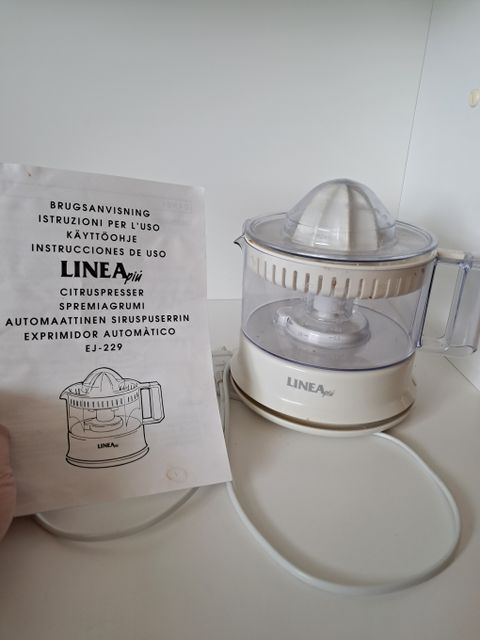 BRUGSANVISNING
ISTRUZIONI PER L'USO
KÄYTTÖOHJE
INSTRUCCIONES DE USO
LINEA più
CITRUSPRESSER
SPREMIAGRUMI
AUTOMAATTINEN SIRUSPUSERRIN
EXPRIMIDOR AUTOMÀTICO
EJ-229
LINEA più
LINEA più